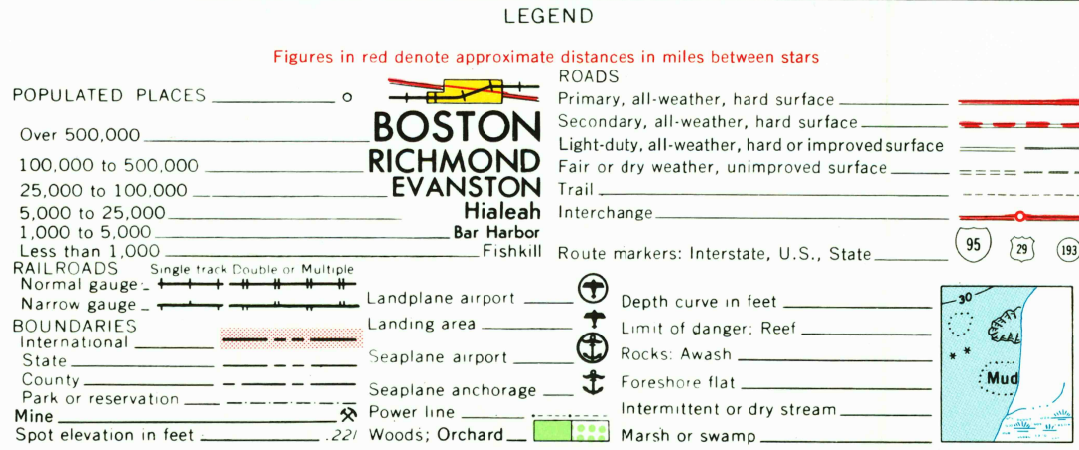 LEGEND
Figures in red denote approximate distances in miles between stars
POPULATED PLACES
Over 500,000 BOSTON
100,000 to 500,000 RICHMOND
25,000 to 100,000 EVANSTON
5,000 to 25,000 Hialeah
1,000 to 5,000 Bar Harbor
Less than 1,000 Fishkill
RAILROADS Single track Double or Multiple
Normal gauge
Narrow gauge
BOUNDARIES
International
State
County
Park or reservation
Mine
Spot elevation in feet .221
Landplane airport
Landing area
Seaplane airport
Seaplane anchorage
Power line
Woods; Orchard
ROADS
Primary, all-weather, hard surface
Secondary, all-weather, hard surface
Light-duty, all-weather, hard or improved surface
Fair or dry weather, unimproved surface
Trail
Interchange
Route markers: Interstate, U.S., State 95 29 193
Depth curve in feet 30
Limit of danger; Reef
Rocks: Awash
Foreshore flat Mud
Intermittent or dry stream
Marsh or swamp